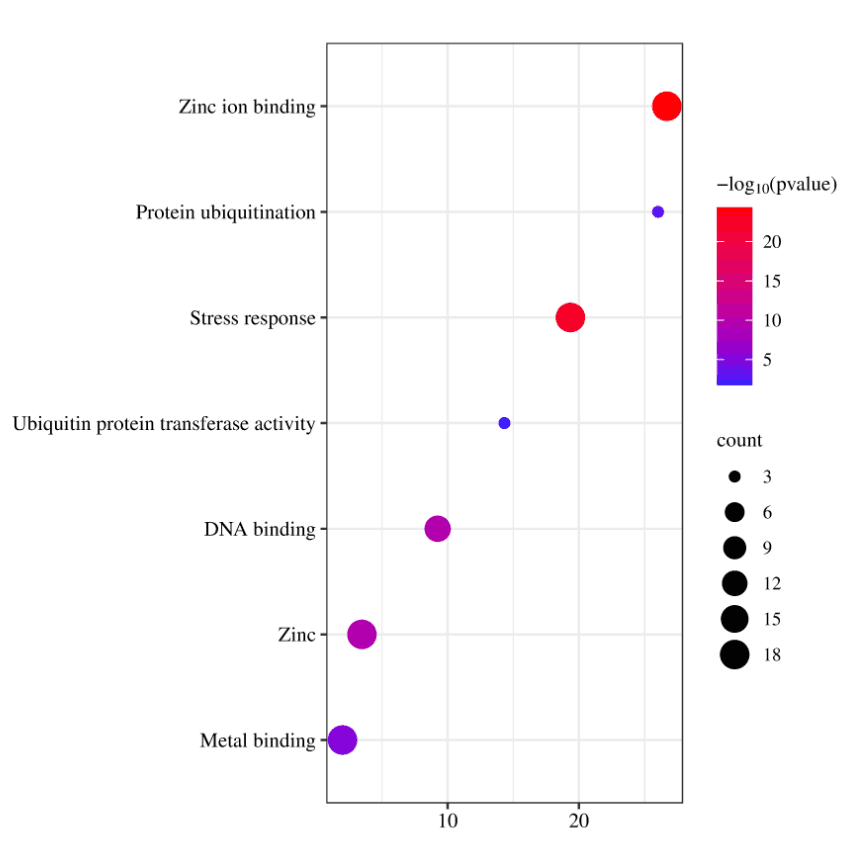 Zinc ion binding
Protein ubiquitination
Stress response
Ubiquitin protein transferase activity
DNA binding
Zinc
Metal binding
10 20
−log₁₀(pvalue)
20
15
10
5
count
3
6
9
12
15
18